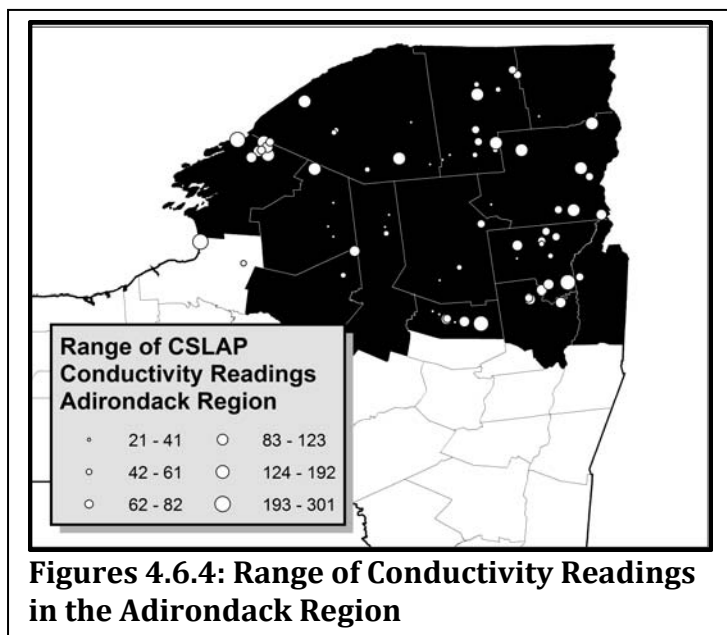 Range of CSLAP
Conductivity Readings
Adirondack Region
21 - 41
83 - 123
42 - 61
124 - 192
62 - 82
193 - 301
Figures 4.6.4: Range of Conductivity Readings
in the Adirondack Region